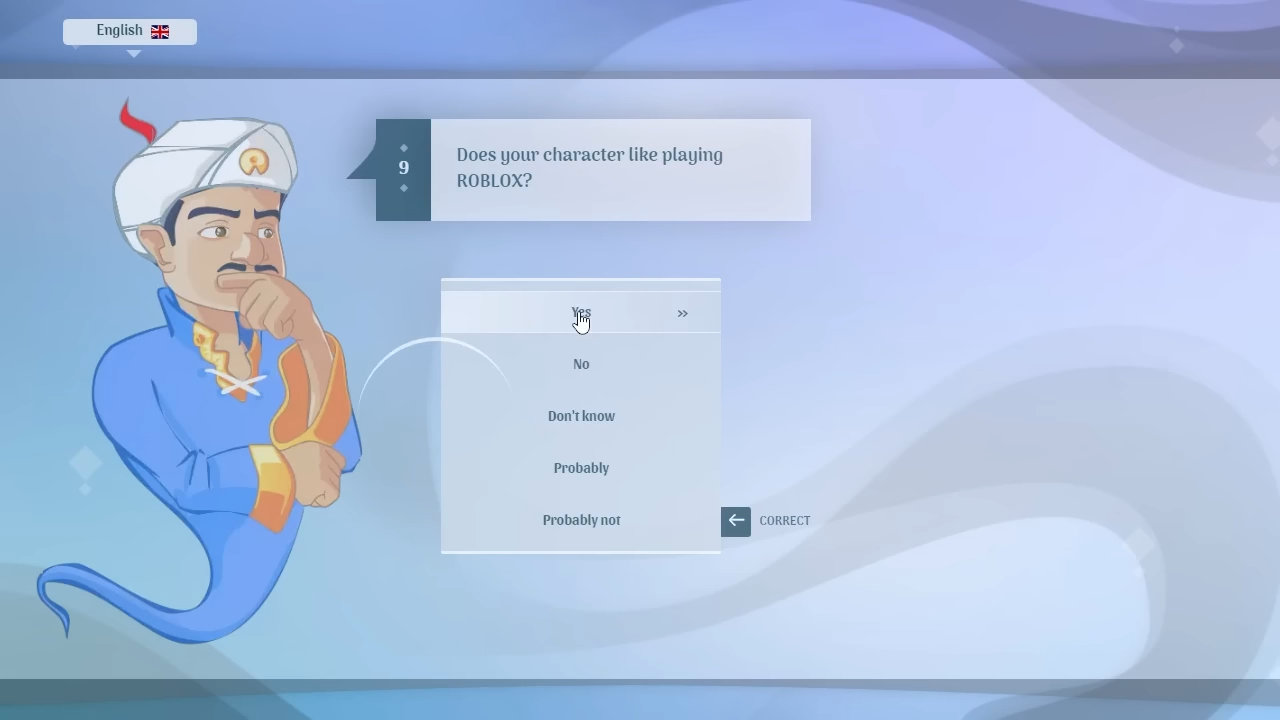 English
9
Does your character like playing
ROBLOX?
Yes
No
Don't know
Probably
Probably not
CORRECT